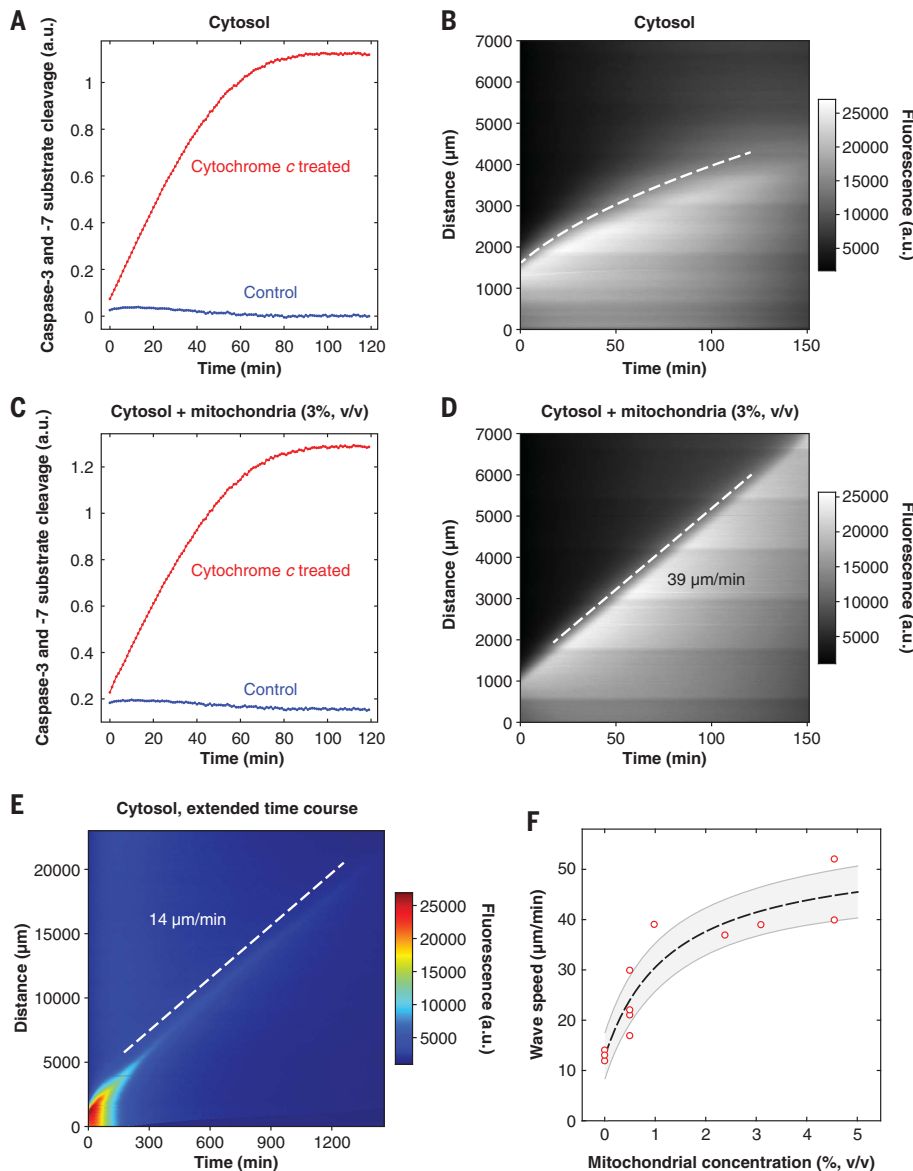 A
Cytosol
Caspase-3 and -7 substrate cleavage (a.u.)
1
0.8
0.6
0.4
0.2
0
Cytochrome c treated
Control
0 20 40 60 80 100 120
Time (min)
B
Cytosol
Distance (µm)
7000
6000
5000
4000
3000
2000
1000
0
0 50 100 150
Time (min)
25000
20000
15000
10000
5000
Fluorescence (a.u.)
C
Cytosol + mitochondria (3%, v/v)
Caspase-3 and -7 substrate cleavage (a.u.)
1.2
1
0.8
0.6
0.4
0.2
Cytochrome c treated
Control
0 20 40 60 80 100 120
Time (min)
D
Cytosol + mitochondria (3%, v/v)
Distance (µm)
7000
6000
5000
4000
3000
2000
1000
0
39 µm/min
0 50 100 150
Time (min)
25000
20000
15000
10000
5000
Fluorescence (a.u.)
E
Cytosol, extended time course
Distance (µm)
20000
15000
10000
5000
0
14 µm/min
0 300 600 900 1200
Time (min)
25000
20000
15000
10000
5000
Fluorescence (a.u.)
F
Wave speed (µm/min)
50
40
30
20
10
0
0 1 2 3 4 5
Mitochondrial concentration (%, v/v)